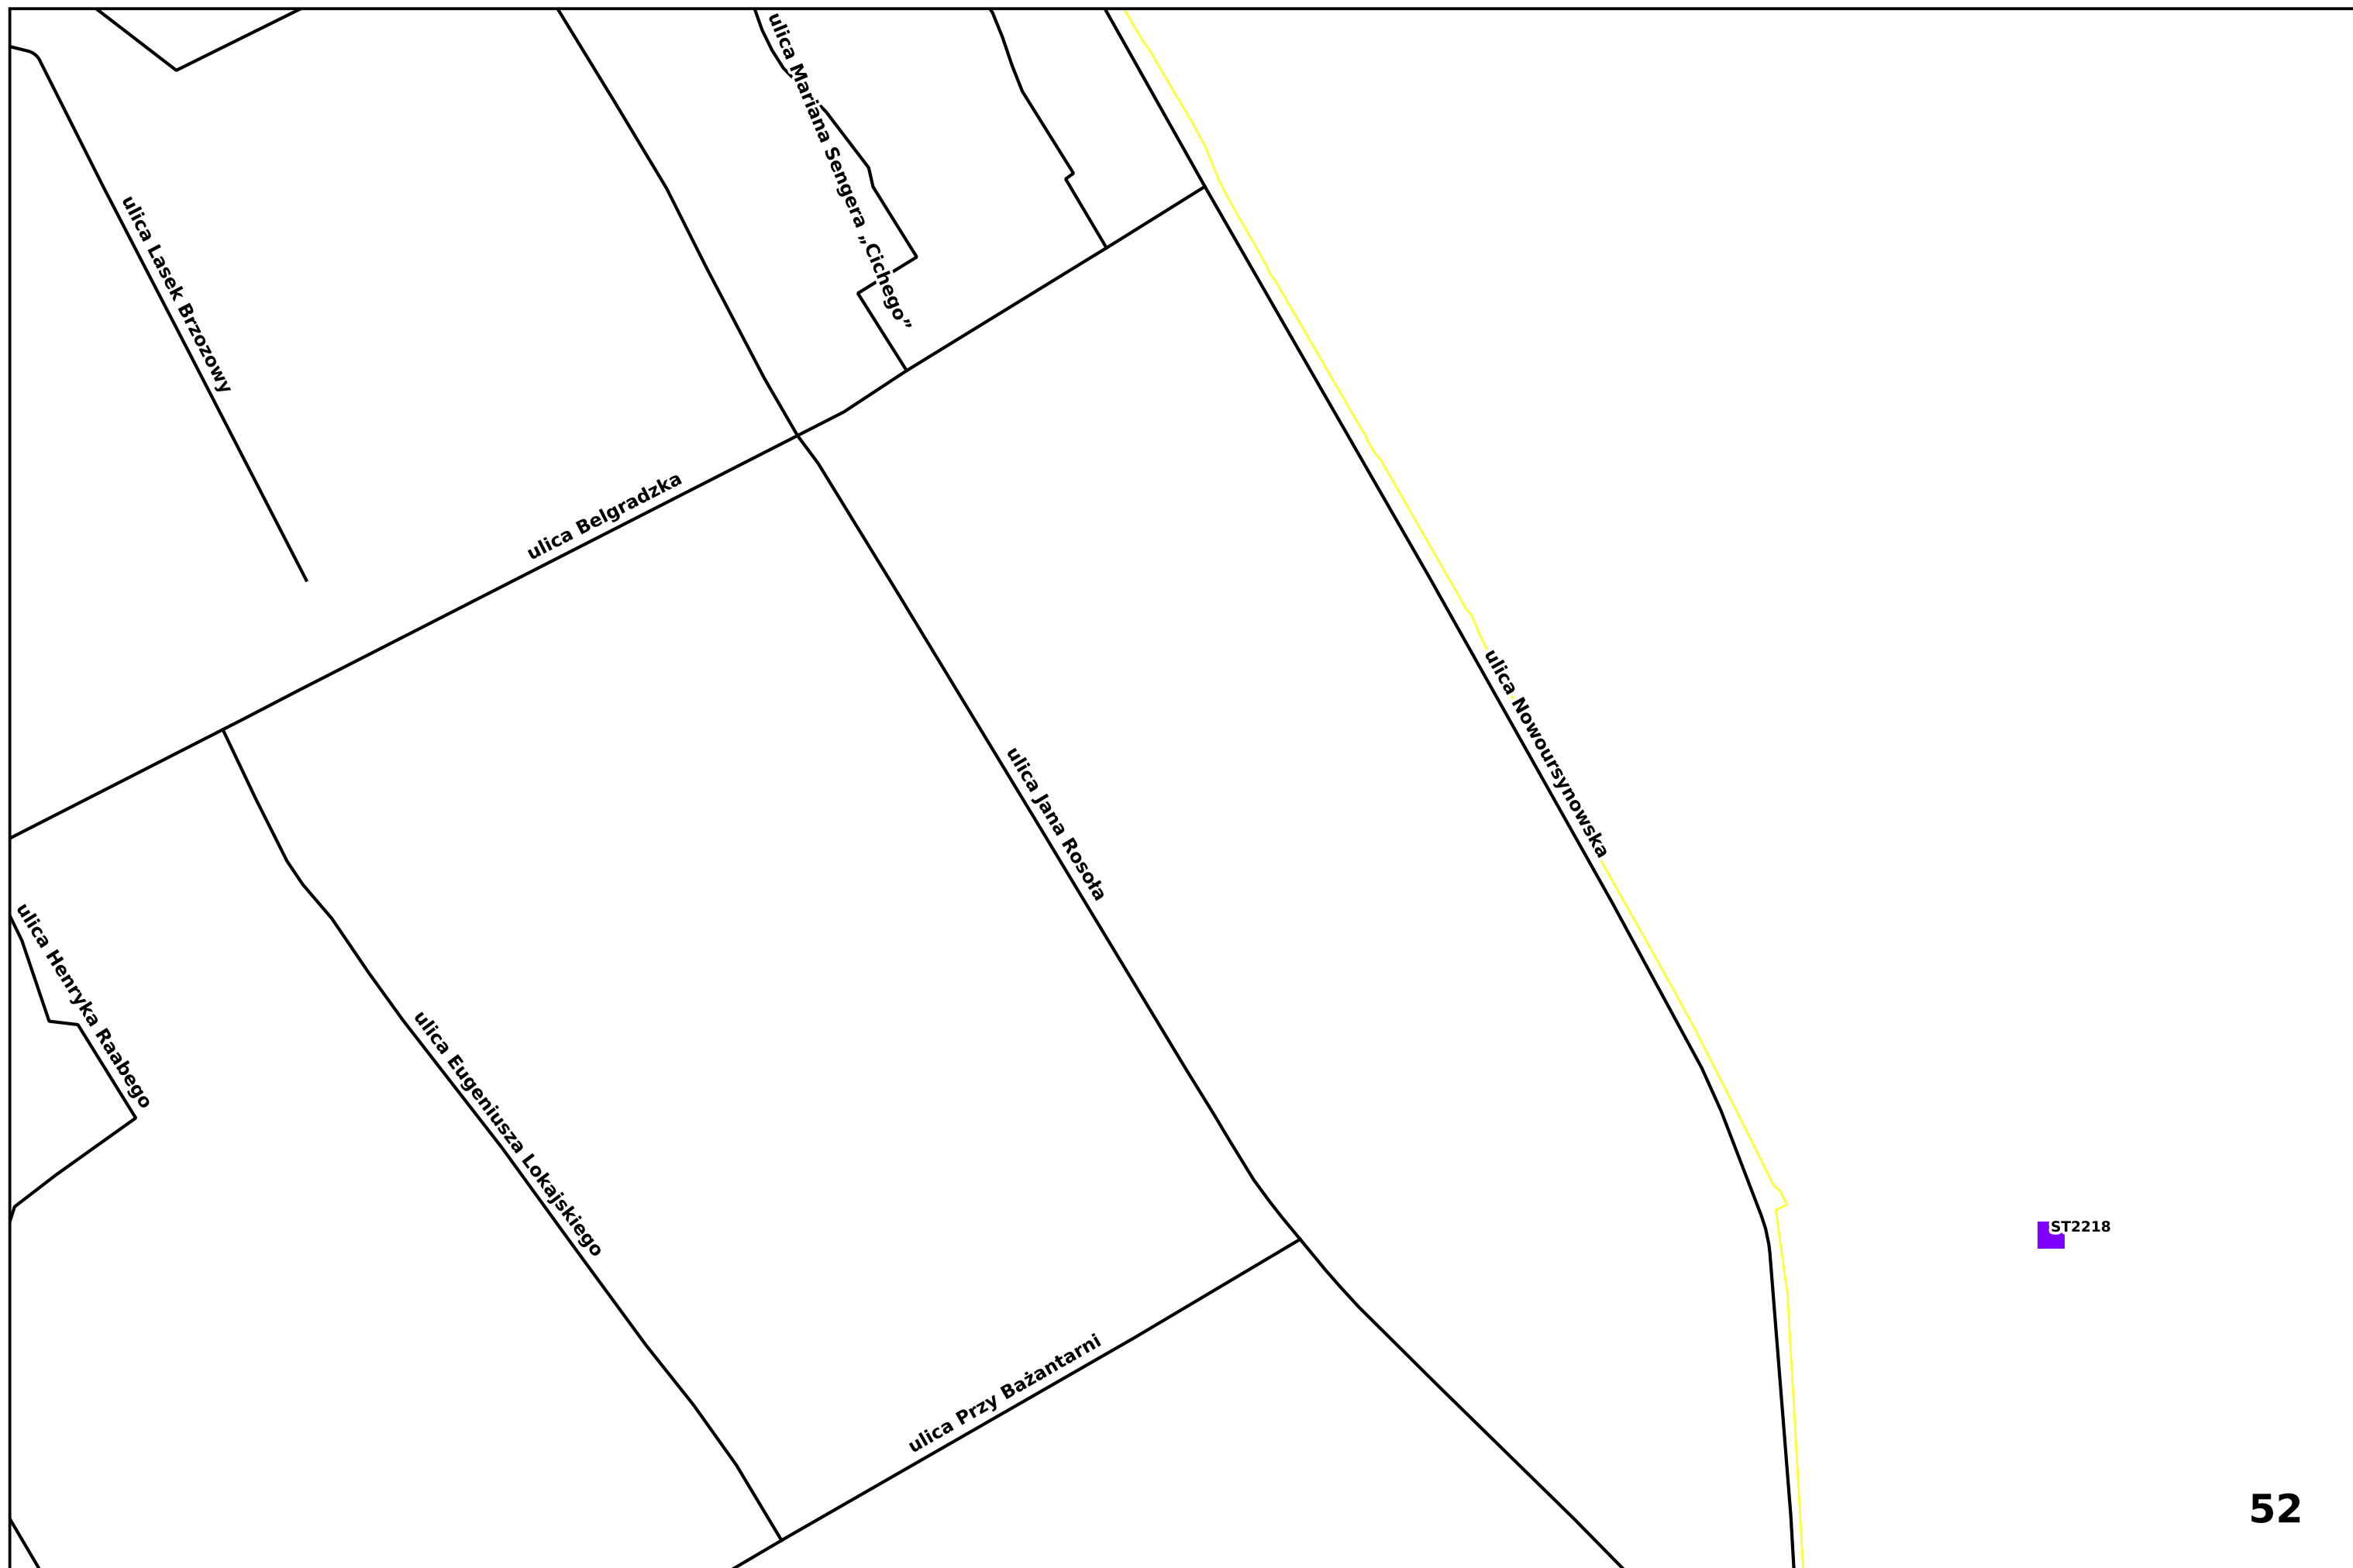 ulica Mariana Sengera „Cichego”
ulica Lasek Brzozowy
ulica Belgradzka
ulica Nowoursynowska
ulica Jana Rosoła
ulica Henryka Raabego
ulica Eugeniusza Lokajskiego
ST2218
ulica Przy Bażantarni
52